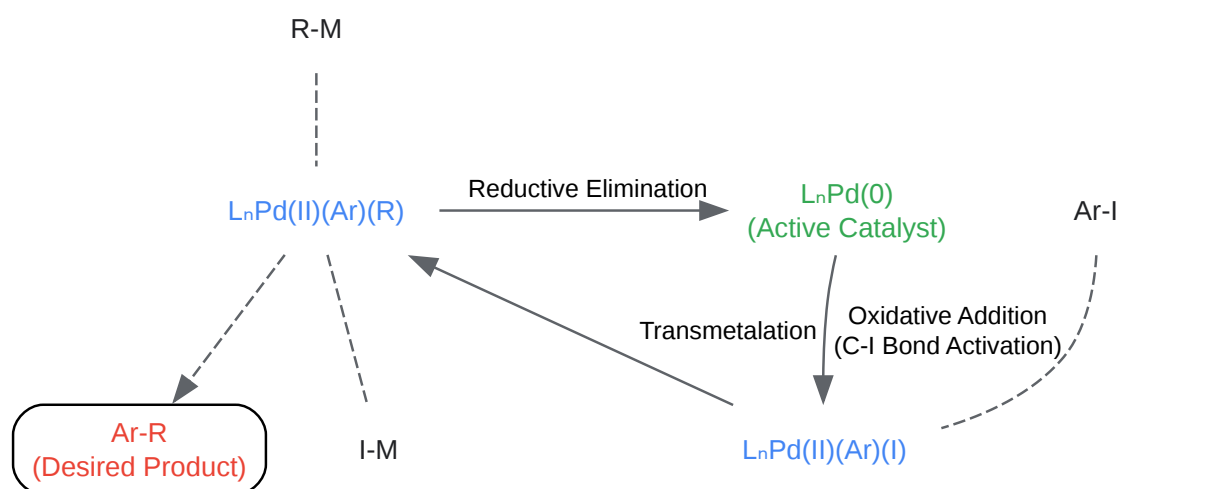 R-M
Reductive Elimination
LₙPd(II)(Ar)(R)
LₙPd(0)
(Active Catalyst)
Ar-I
Transmetalation
Oxidative Addition
(C-I Bond Activation)
Ar-R
(Desired Product)
I-M
LₙPd(II)(Ar)(I)